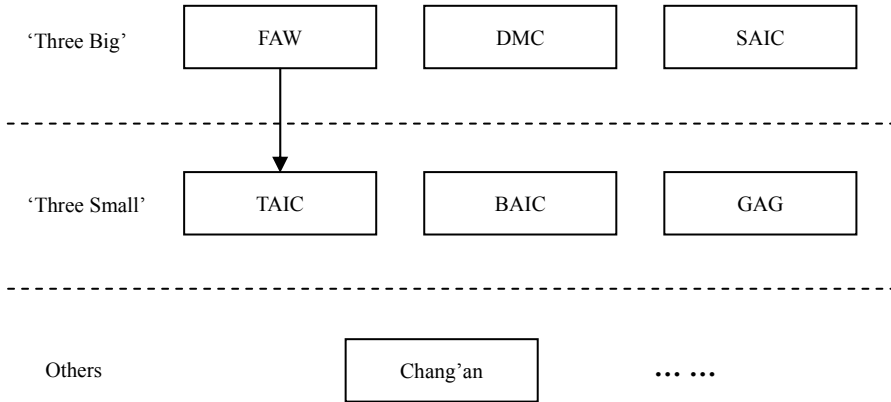 ‘Three Big’ FAW DMC SAIC
‘Three Small’ TAIC BAIC GAG
Others Chang’an … …